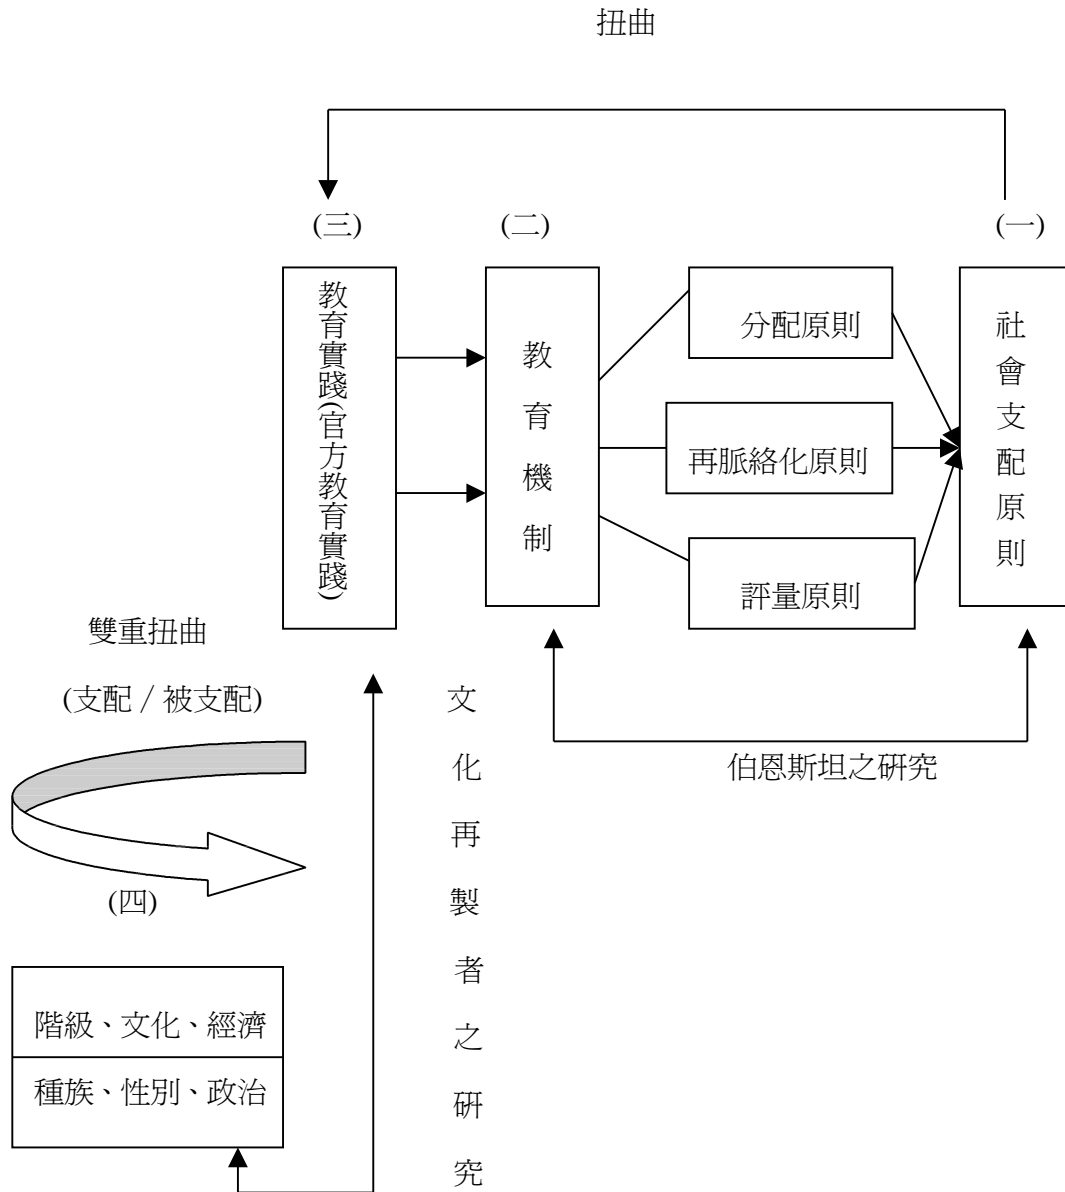 扭曲
(三)
(二)
(一)
教育實踐(官方教育實踐)
教育機制
分配原則
再脈絡化原則
評量原則
社會支配原則
雙重扭曲
(支配 / 被支配)
(四)
文化再製者之研究
伯恩斯坦之研究
階級、文化、經濟
種族、性別、政治